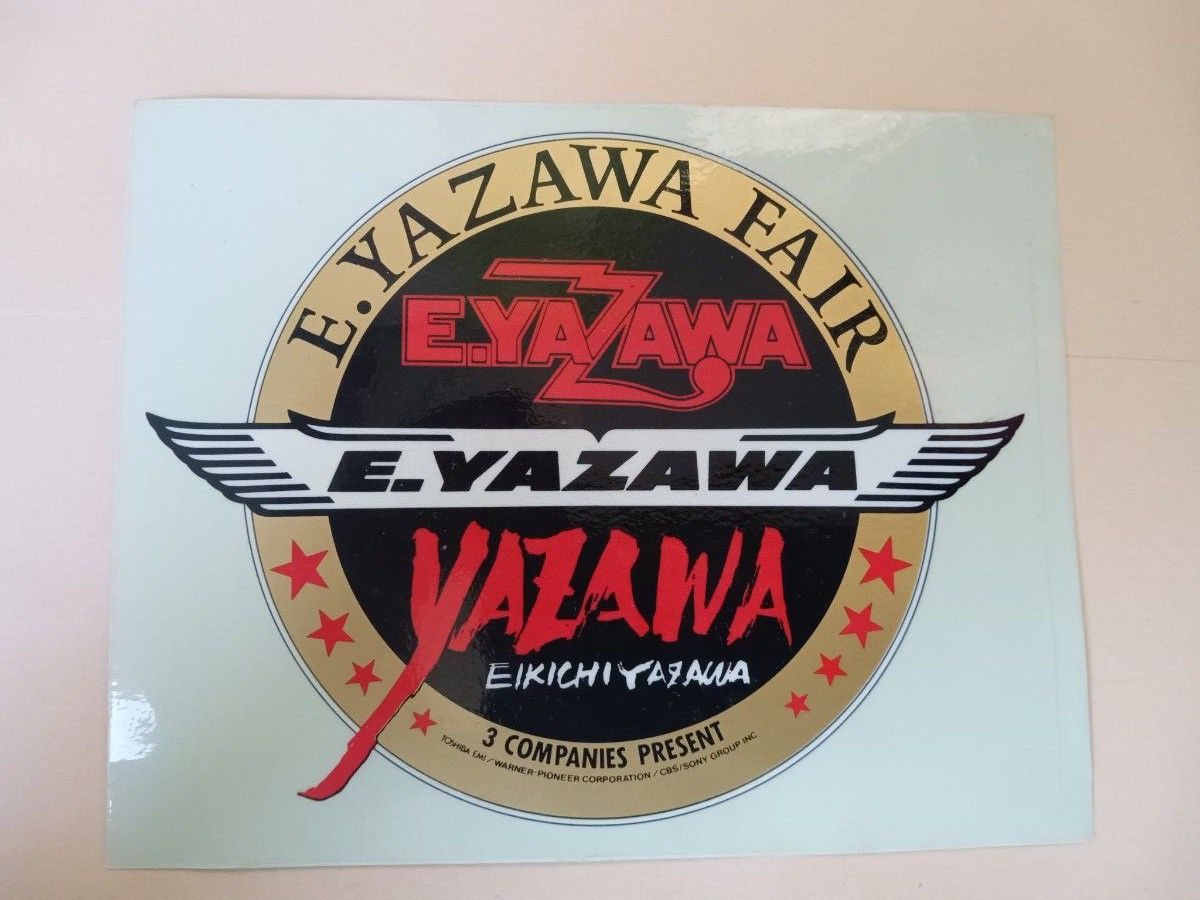 E.YAZAWA FAIR
E.YAZAWA
E.YAZAWA
YAZAWA
EIKICHI YAZAWA
3 COMPANIES PRESENT
TOSHIBA EMI/WARNER-PIONEER CORPORATION/CBS/SONY GROUP INC